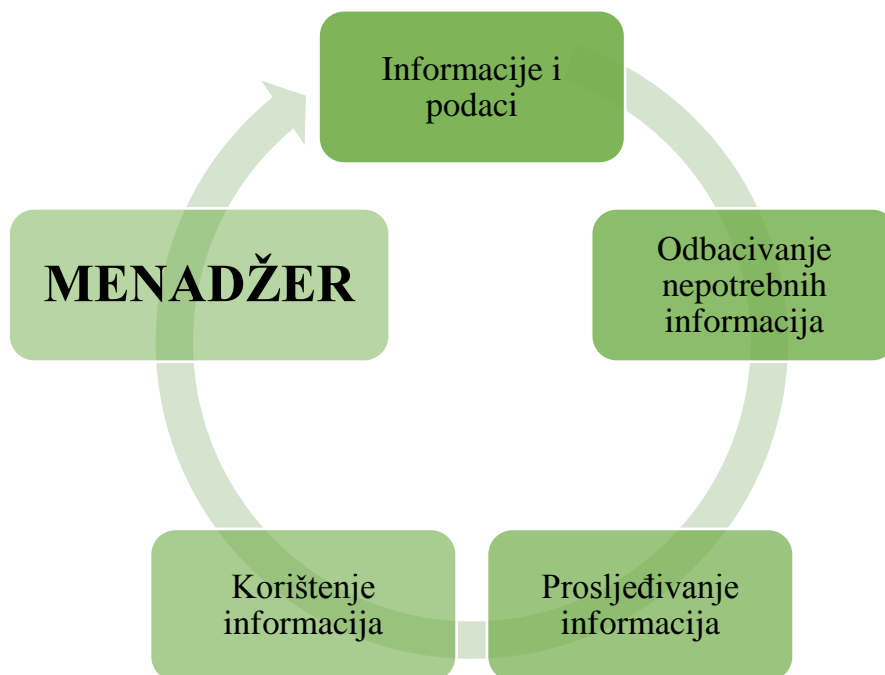 Informacije i
podaci
Odbacivanje
nepotrebnih
informacija
Prosljeđivanje
informacija
Korištenje
informacija
MENADŽER